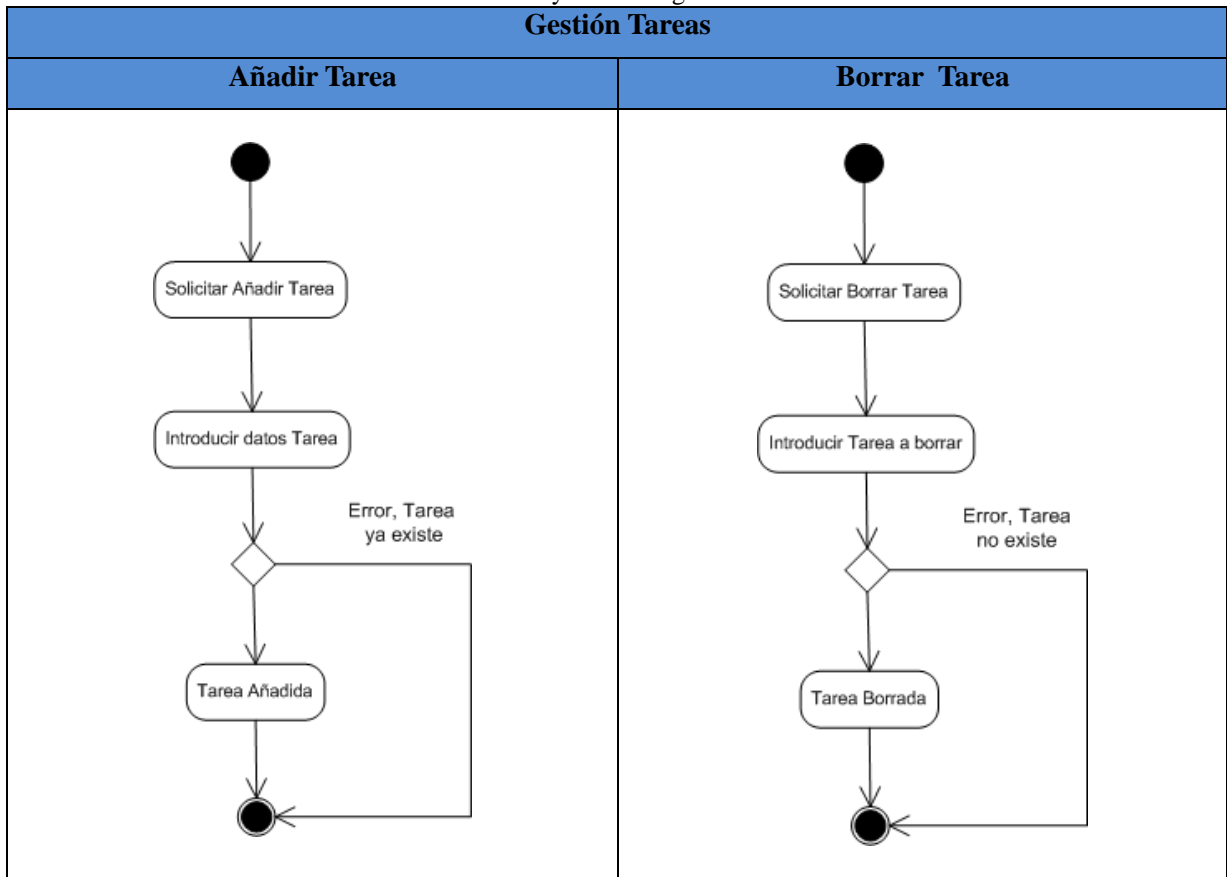 Gestión Tareas
Añadir Tarea
Borrar Tarea
Solicitar Añadir Tarea
Introducir datos Tarea
Error, Tarea
ya existe
Tarea Añadida
Solicitar Borrar Tarea
Introducir Tarea a borrar
Error, Tarea
no existe
Tarea Borrada